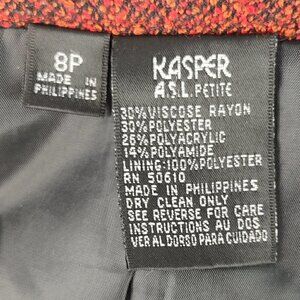 8P
MADE IN
PHILIPPINES
KASPER
A.S.L. PETITE
30% VISCOSE RAYON
30% POLYESTER
26% POLYACRYLIC
14% POLYAMIDE
LINING:100% POLYESTER
RN 50610
MADE IN PHILIPPINES
DRY CLEAN ONLY
SEE REVERSE FOR CARE
INSTRUCTIONS AU DOS
VER AL DORSO PARA CUIDADO